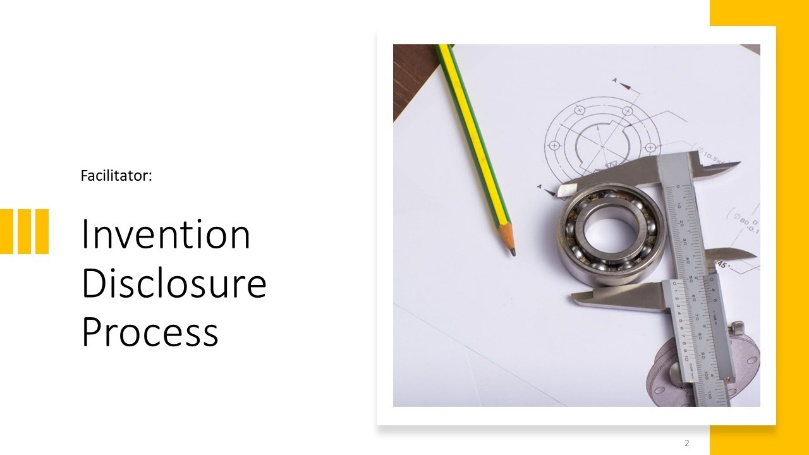 Facilitator:
Invention
Disclosure
Process
A
A
2